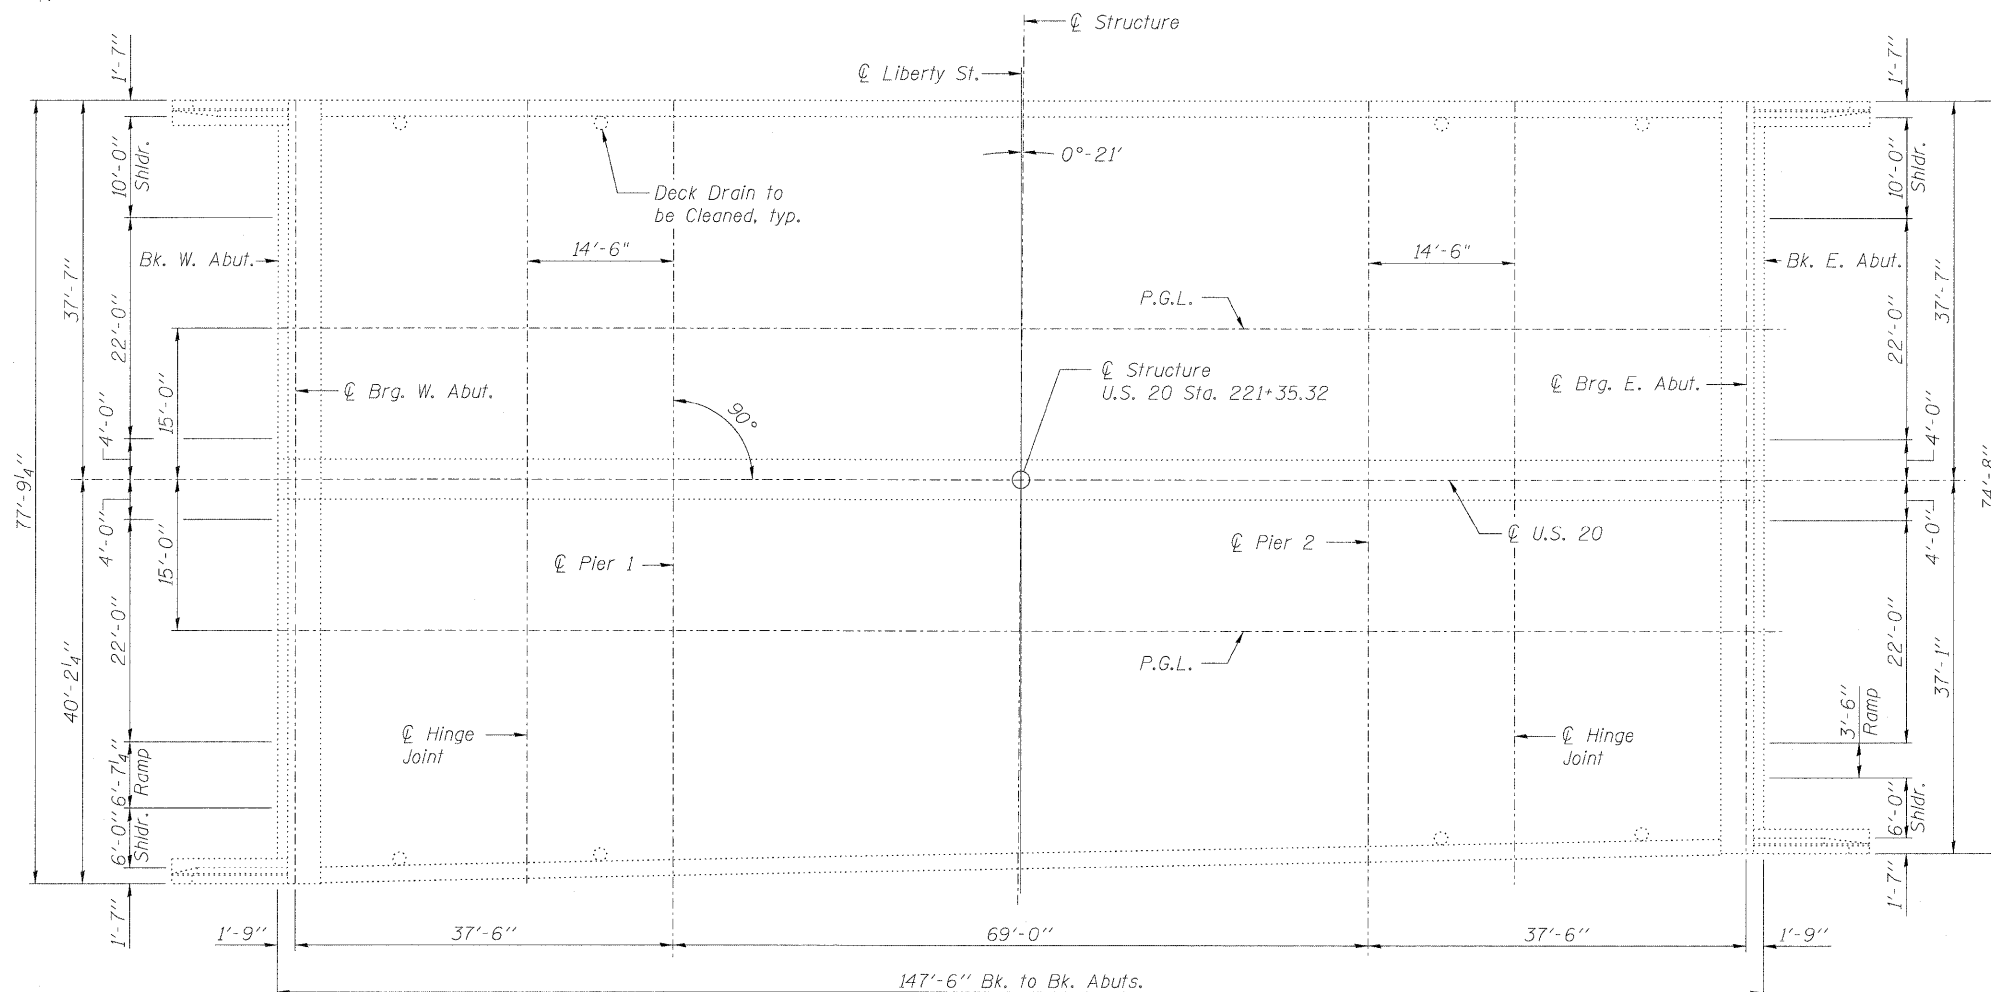 ℄ Structure
℄ Liberty St.
0°-21'
1'-7"
1'-7"
10'-0"
Shldr.
10'-0"
Shldr.
Deck Drain to
be Cleaned, typ.
14'-6"
14'-6"
Bk. W. Abut.
Bk. E. Abut.
37'-7"
22'-0"
15'-0"
4'-0"
77'-9¼"
P.G.L.
℄ Structure
U.S. 20 Sta. 221+35.32
℄ Brg. W. Abut.
℄ Brg. E. Abut.
90°
22'-0"
37'-7"
4'-0"
74'-8"
4'-0"
15'-0"
22'-0"
40'-2¼"
℄ Pier 1
℄ Pier 2
℄ U.S. 20
4'-0"
22'-0"
37'-1"
P.G.L.
℄ Hinge
Joint
℄ Hinge
Joint
3'-6"
Ramp
6'-7¼"
Ramp
6'-0"
Shldr.
6'-0"
Shldr.
1'-7"
1'-7"
1'-9"
37'-6"
69'-0"
37'-6"
1'-9"
147'-6" Bk. to Bk. Abuts.